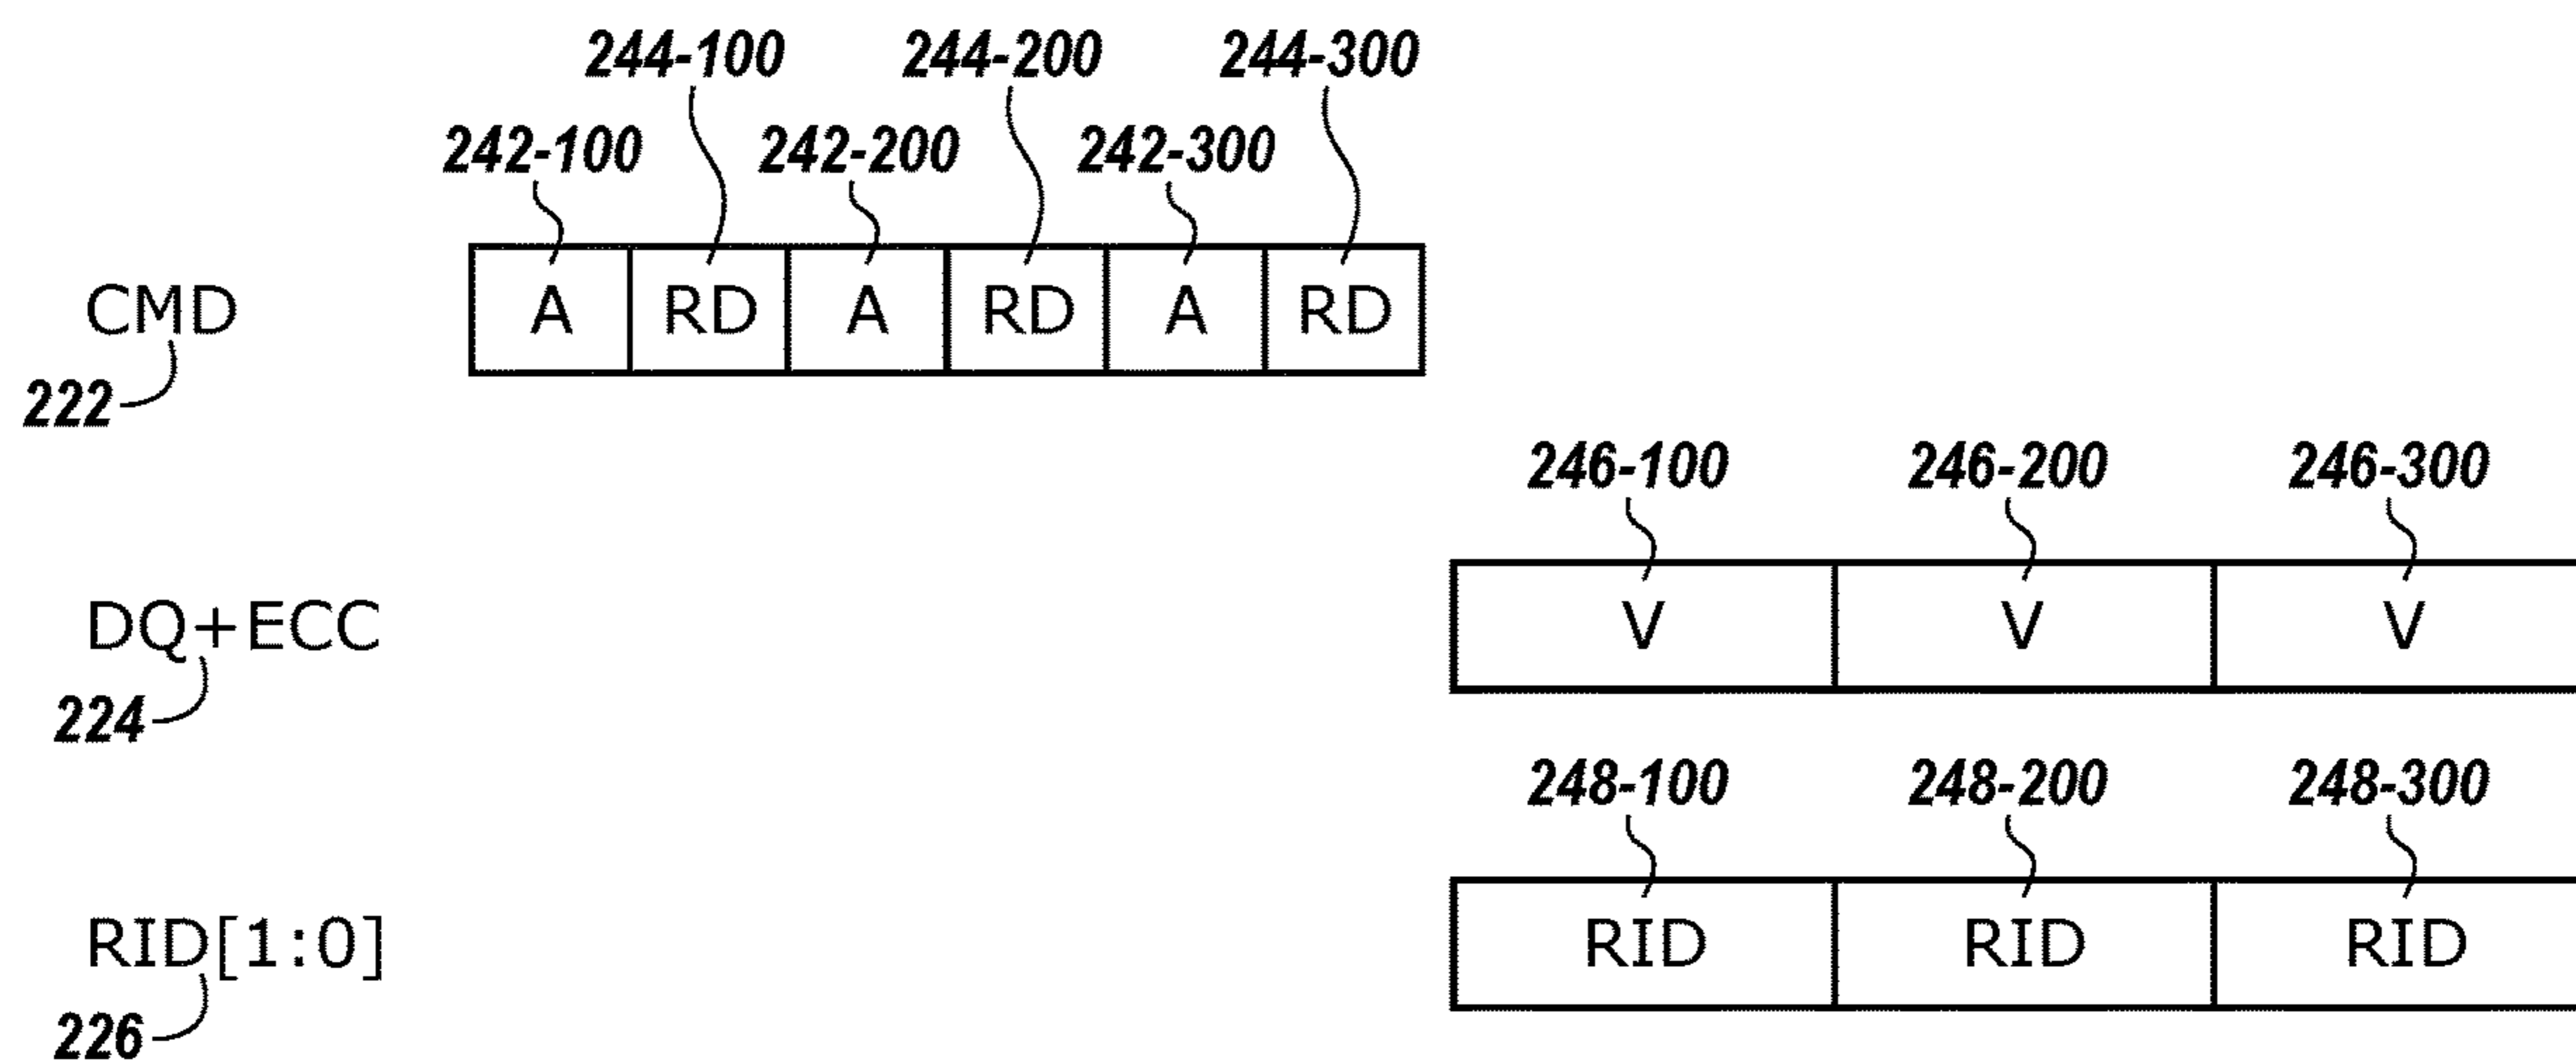 244-100 244-200 244-300
242-100 242-200 242-300
CMD A RD A RD A RD
222
246-100 246-200 246-300
DQ+ECC V V V
224
248-100 248-200 248-300
RID[1:0] RID RID RID
226